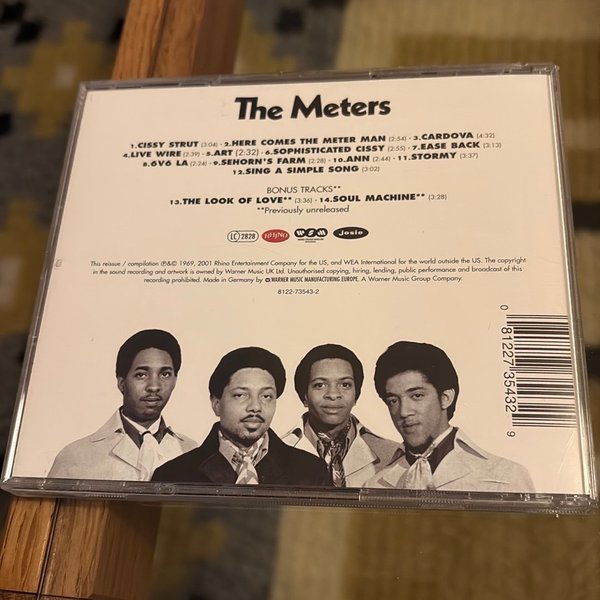 The Meters
1.CISSY STRUT (3:04) · 2.HERE COMES THE METER MAN (2:54) · 3.CARDOVA (4:32)
4.LIVE WIRE (2:39) · 5.ART (2:32) · 6.SOPHISTICATED CISSY (2:55) · 7.EASE BACK (3:13)
8.6V6 LA (2:24) · 9.SEHORN'S FARM (2:28) · 10.ANN (2:44) · 11.STORMY (3:37)
12.SING A SIMPLE SONG (3:02)
BONUS TRACKS**
13.THE LOOK OF LOVE** (3:36) · 14.SOUL MACHINE** (3:28)
**Previously unreleased
LC 2828 RHINO WSM Josie
This reissue / compilation ℗&© 1969, 2001 Rhino Entertainment Company for the US, and WEA International for the world outside the US. The copyright
in the sound recording and artwork is owned by Warner Music UK Ltd. Unauthorised copying, hiring, lending, public performance and broadcast of this
recording prohibited. Made in Germany by WARNER MUSIC MANUFACTURING EUROPE. A Warner Music Group Company.
8122-73543-2
0 81227 35432 9